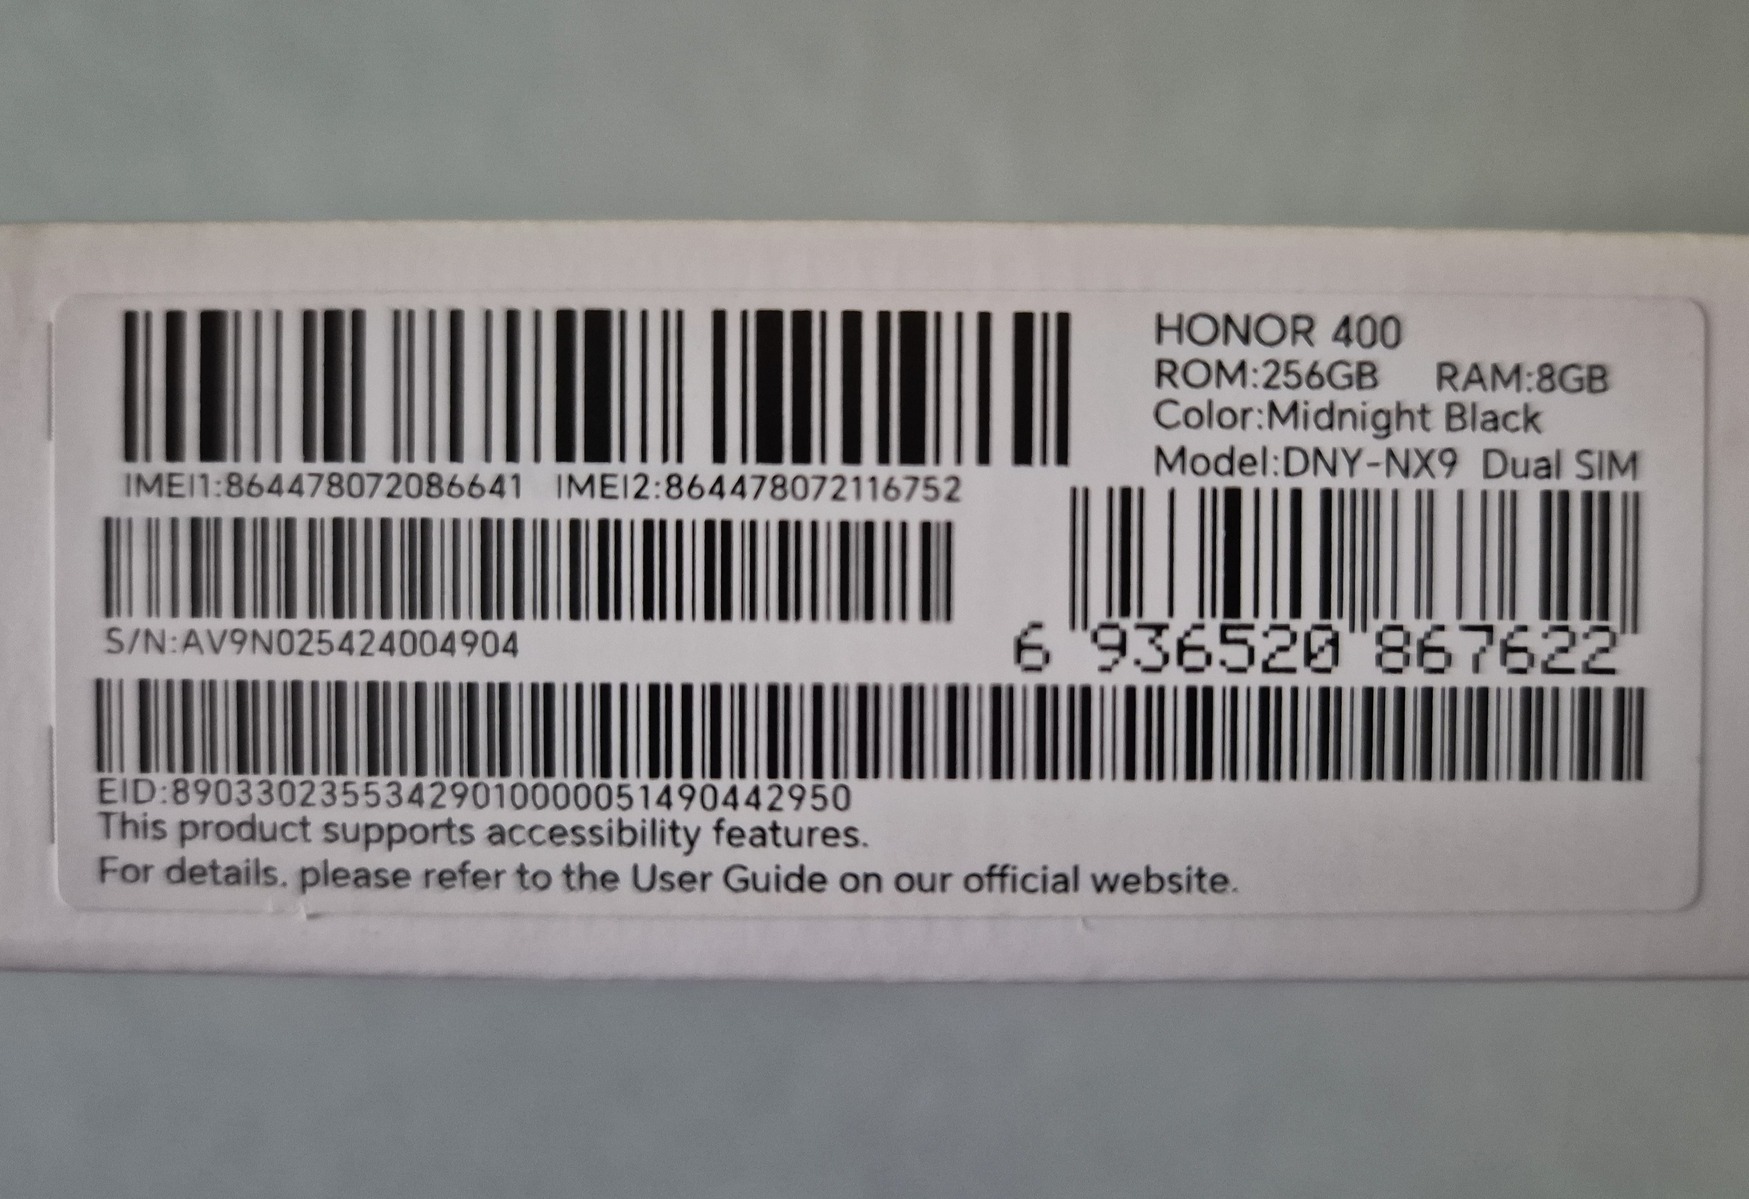 HONOR 400
ROM:256GB RAM:8GB
Color:Midnight Black
Model:DNY-NX9 Dual SIM
IMEI1:864478072086641 IMEI2:864478072116752
S/N:AV9N025424004904
6 936520 867622
EID:89033023553429010000051490442950
This product supports accessibility features.
For details, please refer to the User Guide on our official website.